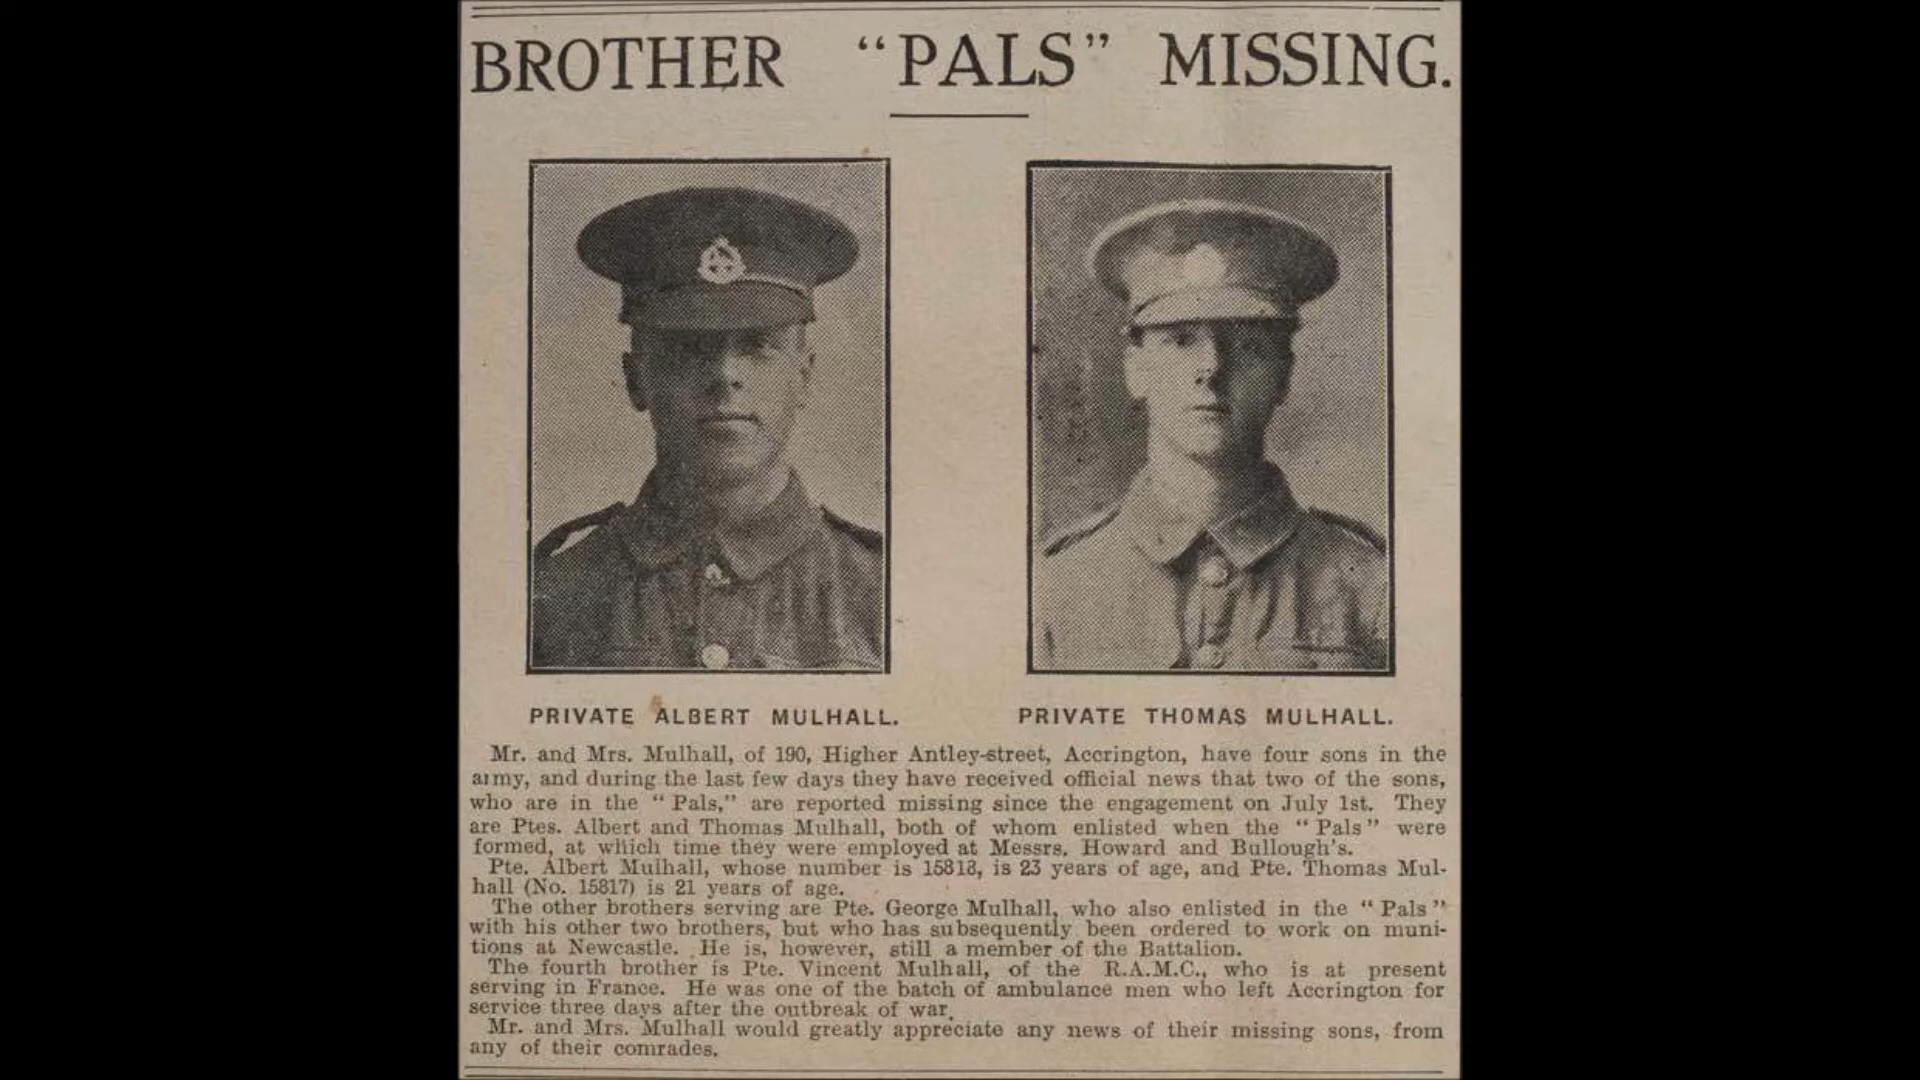 BROTHER “PALS” MISSING.
PRIVATE ALBERT MULHALL.
PRIVATE THOMAS MULHALL.
Mr. and Mrs. Mulhall, of 190, Higher Antley-street, Accrington, have four sons in the
army, and during the last few days they have received official news that two of the sons,
who are in the “Pals,” are reported missing since the engagement on July 1st. They
are Ptes. Albert and Thomas Mulhall, both of whom enlisted when the “Pals” were
formed, at which time they were employed at Messrs. Howard and Bullough's.
Pte. Albert Mulhall, whose number is 15818, is 23 years of age, and Pte. Thomas Mul-
hall (No. 15817) is 21 years of age.
The other brothers serving are Pte. George Mulhall, who also enlisted in the “Pals”
with his other two brothers, but who has subsequently been ordered to work on muni-
tions at Newcastle. He is, however, still a member of the Battalion.
The fourth brother is Pte. Vincent Mulhall, of the R.A.M.C., who is at present
serving in France. He was one of the batch of ambulance men who left Accrington for
service three days after the outbreak of war.
Mr. and Mrs. Mulhall would greatly appreciate any news of their missing sons, from
any of their comrades.